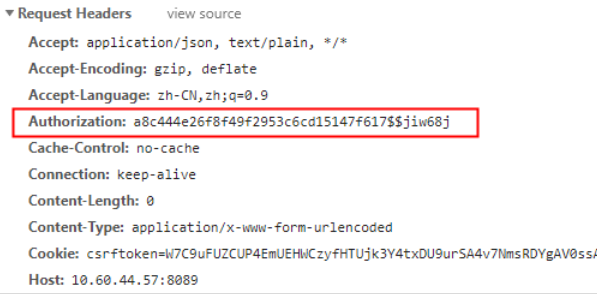 Request Headers view source
Accept: application/json, text/plain, */*
Accept-Encoding: gzip, deflate
Accept-Language: zh-CN,zh;q=0.9
Authorization: a8c444e26f8f49f2953c6cd15147f617$$jiw68j
Cache-Control: no-cache
Connection: keep-alive
Content-Length: 0
Content-Type: application/x-www-form-urlencoded
Cookie: csrftoken=W7C9uFUZCUP4EmUEHWCzyfHTUjk3Y4txDU9urSA4v7NmsRDYgAV0ssA
Host: 10.60.44.57:8089